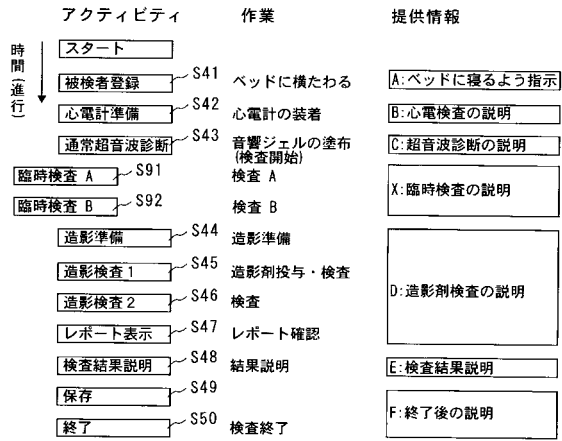 アクティビティ 作業 提供情報
時間(進行)
スタート
被検者登録 S41 ベッドに横たわる A:ベッドに寝るよう指示
心電計準備 S42 心電計の装着 B:心電検査の説明
通常超音波診断 S43 音響ジェルの塗布 C:超音波診断の説明
(検査開始)
臨時検査 A S91 検査 A
X:臨時検査の説明
臨時検査 B S92 検査 B
造影準備 S44 造影準備
造影検査1 S45 造影剤投与・検査
D:造影剤検査の説明
造影検査2 S46 検査
レポート表示 S47 レポート確認
検査結果説明 S48 結果説明 E:検査結果説明
保存 S49
F:終了後の説明
終了 S50 検査終了